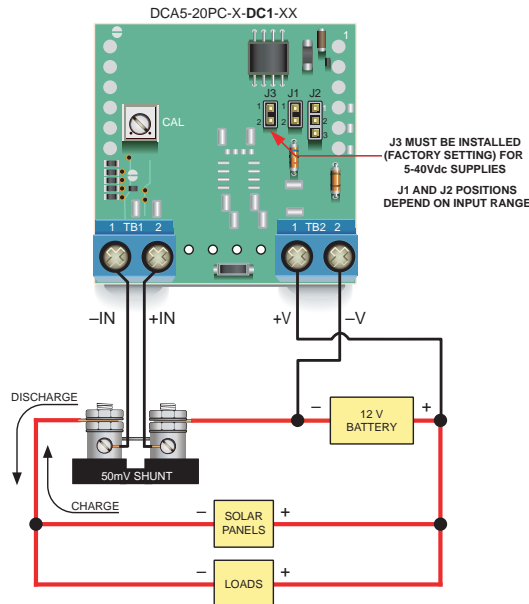 DCA5-20PC-X-DC1-XX
1
J3 J1 J2
1 1 1
2 2 2
3
CAL
J3 MUST BE INSTALLED
(FACTORY SETTING) FOR
5-40Vdc SUPPLIES
J1 AND J2 POSITIONS
DEPEND ON INPUT RANGE
1 TB1 2
1 TB2 2
–IN +IN
+V –V
DISCHARGE
– 12 V BATTERY +
50mV SHUNT
CHARGE
– SOLAR PANELS +
– LOADS +